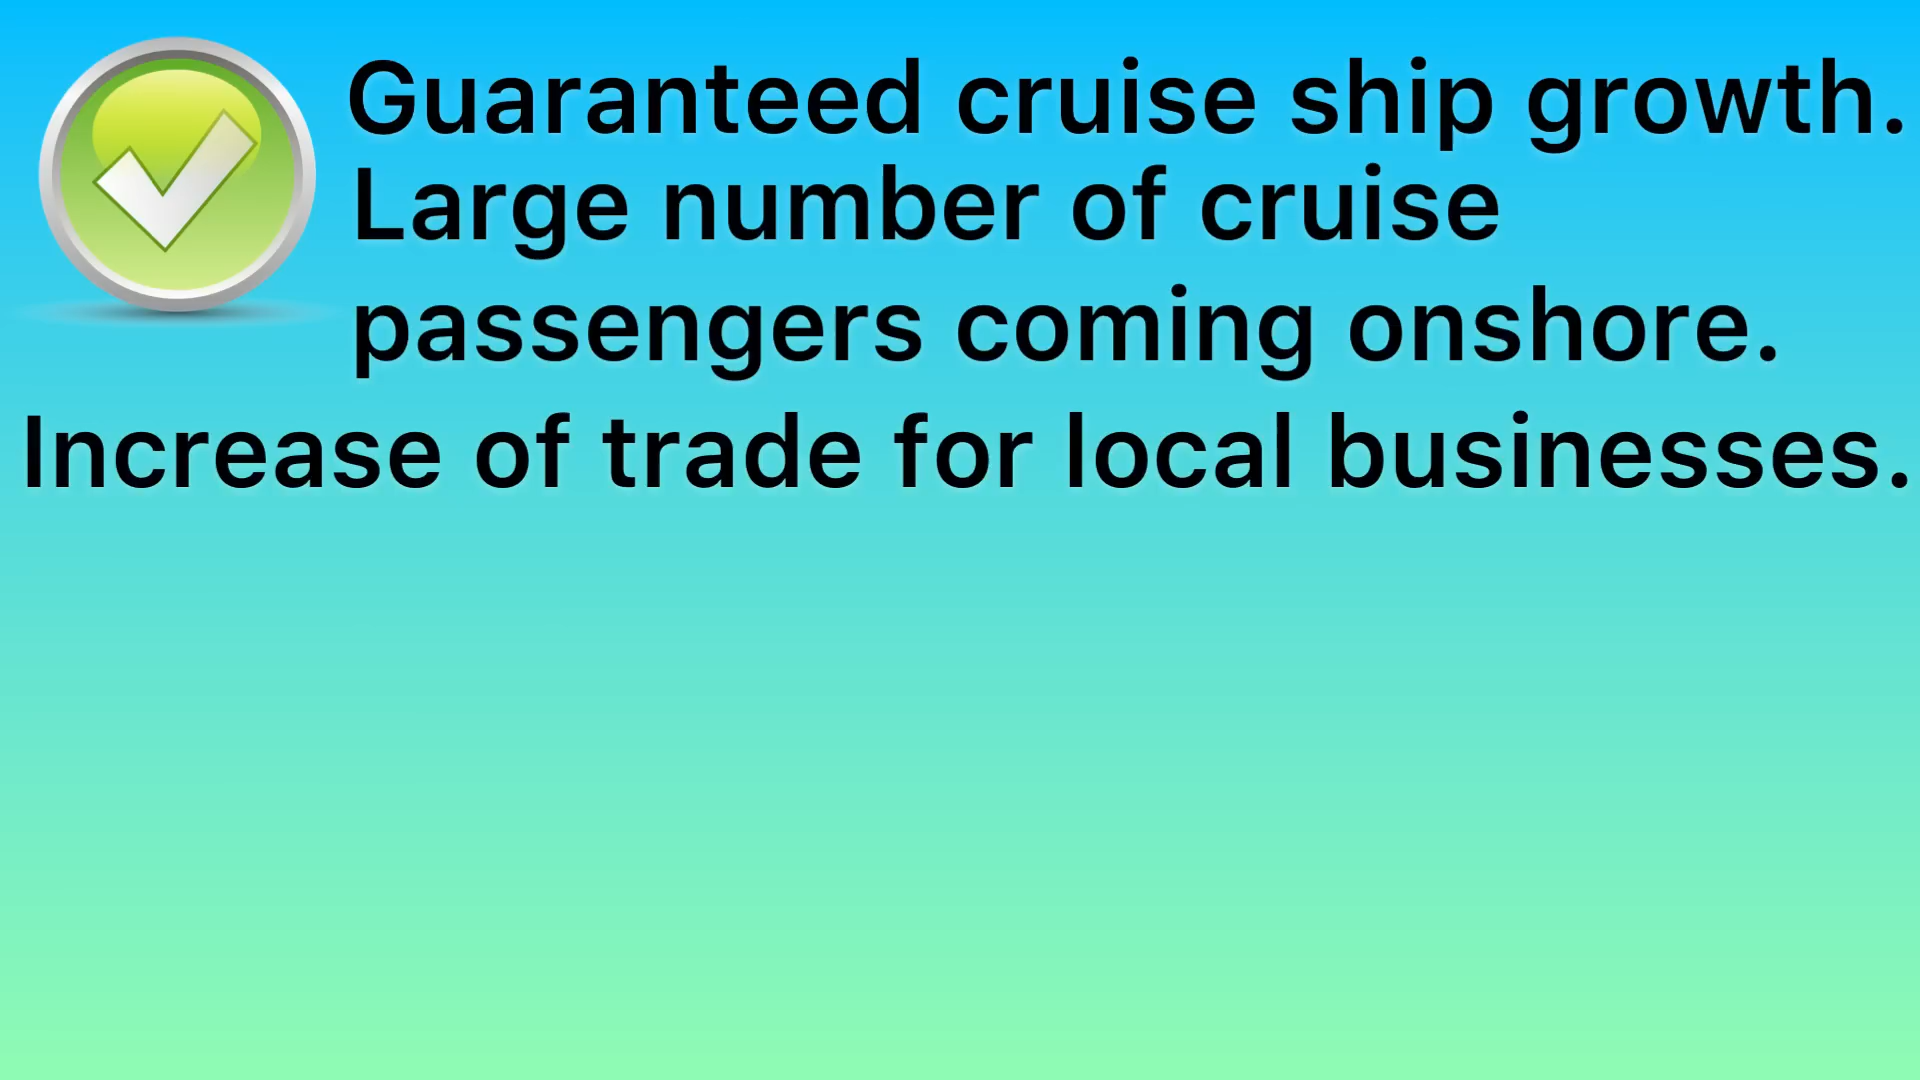 Guaranteed cruise ship growth.
Large number of cruise
passengers coming onshore.
Increase of trade for local businesses.